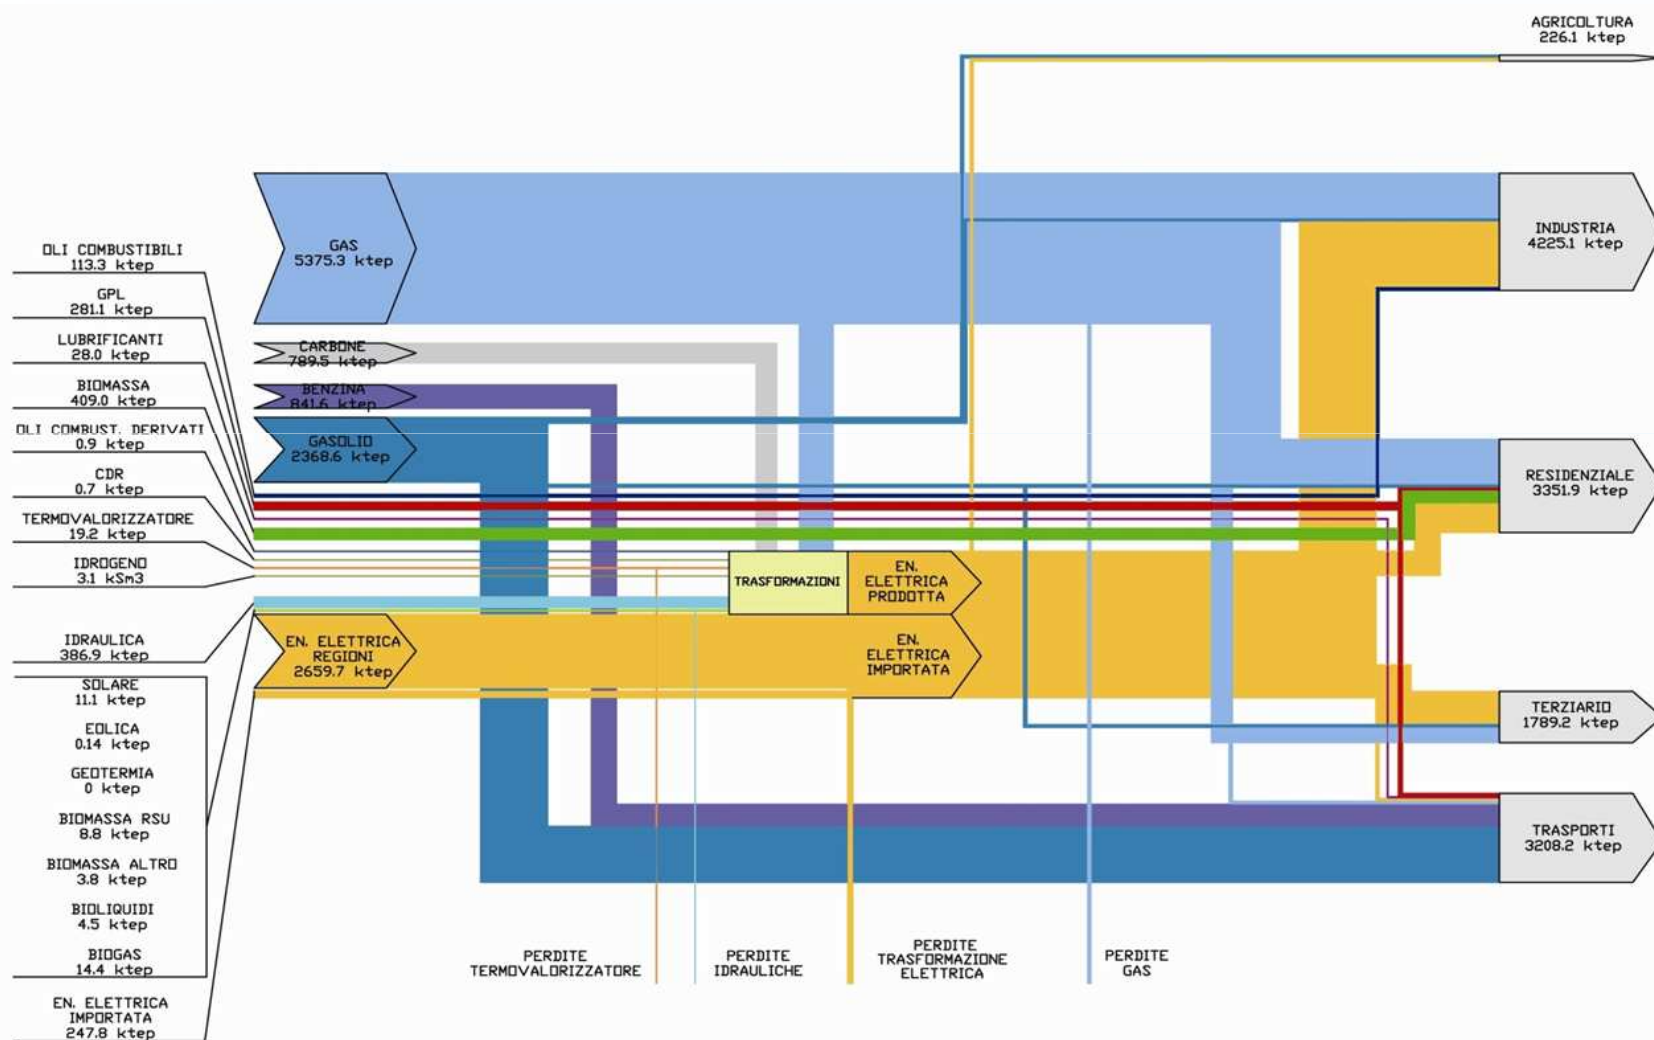 AGRICOLTURA
226.1 ktep
GAS
5375.3 ktep
INDUSTRIA
4225.1 ktep
OLI COMBUSTIBILI
113.3 ktep
GPL
281.1 ktep
LUBRIFICANTI
28.0 ktep
BIOMASSA
409.0 ktep
OLI COMBUST. DERIVATI
0.9 ktep
CDR
0.7 ktep
TERMOVALORIZZATORE
19.2 ktep
IDROGENO
3.1 kSm3
IDRAULICA
386.9 ktep
SOLARE
11.1 ktep
EOLICA
0.14 ktep
GEOTERMIA
0 ktep
BIOMASSA RSU
8.8 ktep
BIOMASSA ALTRO
3.8 ktep
BIOLIQUIDI
4.5 ktep
BIOGAS
14.4 ktep
EN. ELETTRICA
IMPORTATA
247.8 ktep
CARBONE
789.5 ktep
BENZINA
841.6 ktep
GASOLIO
2368.6 ktep
EN. ELETTRICA
REGIONI
2659.7 ktep
TRASFORMAZIONI
EN.
ELETTRICA
PRODOTTA
EN.
ELETTRICA
IMPORTATA
RESIDENZIALE
3351.9 ktep
TERZIARIO
1789.2 ktep
TRASPORTI
3208.2 ktep
PERDITE
TERMOVALORIZZATORE
PERDITE
IDRAULICHE
PERDITE
TRASFORMAZIONE
ELETTRICA
PERDITE
GAS